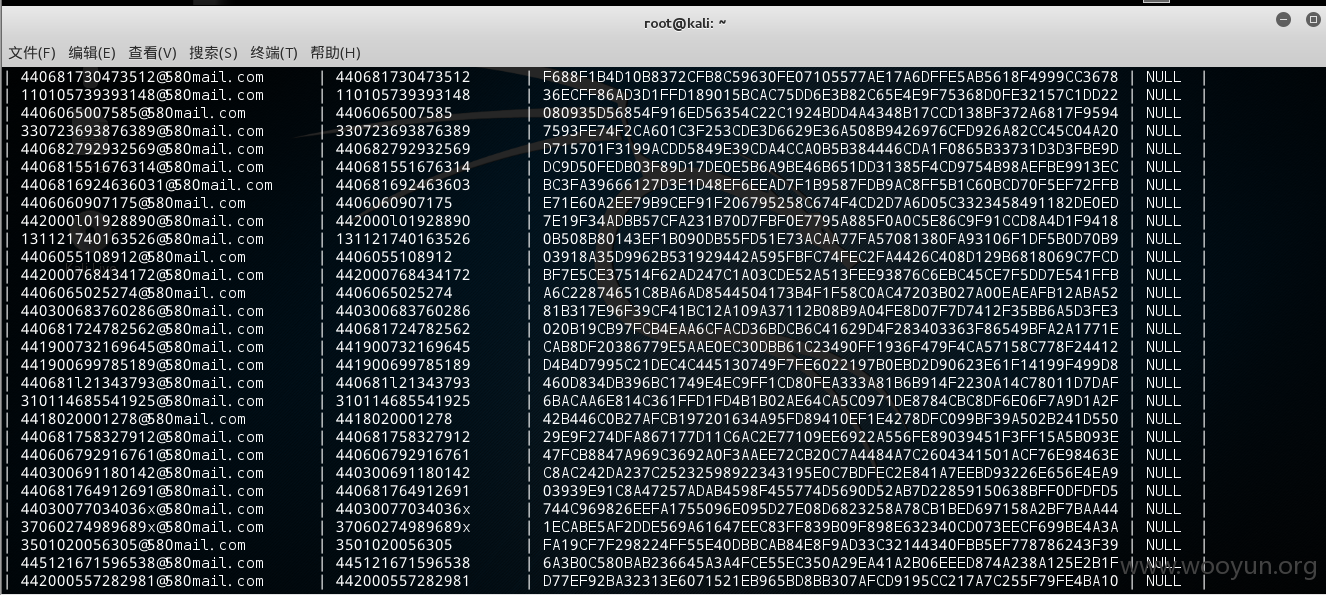 root@kali: ~
文件(F) 编辑(E) 查看(V) 搜索(S) 终端(T) 帮助(H)
| 440681730473512@580mail.com | 440681730473512 | F688F1B4D10B8372CFB8C59630FE07105577AE17A6DFFE5AB5618F4999CC3678 | NULL |
| 110105739393148@580mail.com | 110105739393148 | 36ECFF86AD3D1FFD189015BCAC75DD6E3B82C65E4E9F75368D0FE32157C1DD22 | NULL |
| 4406065007585@580mail.com | 4406065007585 | 080935D56854F916ED56354C22C1924BDD4A4348B17CCD138BF372A6817F9594 | NULL |
| 330723693876389@580mail.com | 330723693876389 | 7593FE74F2CA601C3F253CDE3D6629E36A508B9426976CFD926A82CC45C04A20 | NULL |
| 440682792932569@580mail.com | 440682792932569 | D715701F3199ACDD5849E39CDA4CCA0B5B384446CDA1F0865B33731D3D3FBE9D | NULL |
| 440681551676314@580mail.com | 440681551676314 | DC9D50FEDB03F89D17DE0E5B6A9BE46B651DD31385F4CD9754B98AEFBE9913EC | NULL |
| 4406816924636031@580mail.com | 440681692463603 | BC3FA39666127D3E1D48EF6EEAD7F1B9587FDB9AC8FF5B1C60BCD70F5EF72FFB | NULL |
| 4406060907175@580mail.com | 4406060907175 | E71E60A2EE79B9CEF91F206795258C674F4CD2D7A6D05C3323458491182DE0ED | NULL |
| 442000l01928890@580mail.com | 442000l01928890 | 7E19F34ADBB57CFA231B70D7FBF0E7795A885F0A0C5E86C9F91CCD8A4D1F9418 | NULL |
| 131121740163526@580mail.com | 131121740163526 | 0B508B80143EF1B090DB55FD51E73ACAA77FA57081380FA93106F1DF5B0D70B9 | NULL |
| 4406055108912@580mail.com | 4406055108912 | 03918A35D9962B531929442A595FBFC74FEC2FA4426C408D129B6818069C7FCD | NULL |
| 442000768434172@580mail.com | 442000768434172 | BF7E5CE37514F62AD247C1A03CDE52A513FEE93876C6EBC45CE7F5DD7E541FFB | NULL |
| 4406065025274@580mail.com | 4406065025274 | A6C22874651C8BA6AD8544504173B4F1F58C0AC47203B027A00EAEAFB12ABA52 | NULL |
| 440300683760286@580mail.com | 440300683760286 | 81B317E96F39CF41BC12A109A37112B08B9A04FE8D07F7D7412F35BB6A5D3FE3 | NULL |
| 440681724782562@580mail.com | 440681724782562 | 020B19CB97FCB4EAA6CFACD36BDCB6C41629D4F283403363F86549BFA2A1771E | NULL |
| 441900732169645@580mail.com | 441900732169645 | CAB8DF20386779E5AAE0EC30DBB61C23490FF1936F479F4CA57158C778F24412 | NULL |
| 441900699785189@580mail.com | 441900699785189 | D4B4D7995C21DEC4C445130749F7FE6022197B0EBD2D90623E61F14199F499D8 | NULL |
| 440681l21343793@580mail.com | 440681l21343793 | 460D834DB396BC1749E4EC9FF1CD80FEA333A81B6B914F2230A14C78011D7DAF | NULL |
| 310114685541925@580mail.com | 310114685541925 | 6BACAA6E814C361FFD1FD4B1B02AE64CA5C0971DE8784CBC8DF6E06F7A9D1A2F | NULL |
| 44180200​01278@580mail.com | 4418020001278 | 42B446C0B27AFCB197201634A95FD89410EF1E4278DFC099BF39A502B241D550 | NULL |
| 440681758327912@580mail.com | 440681758327912 | 29E9F274DFA867177D11C6AC2E77109EE6922A556FE89039451F3FF15A5B093E | NULL |
| 440606792916761@580mail.com | 440606792916761 | 47FCB8847A969C3692A0F3AAEE72CB20C7A4484A7C2604341501ACF76E98463E | NULL |
| 440300691180142@580mail.com | 440300691180142 | C8AC242DA237C25232598922343195E0C7BDFEC2E841A7EEBD93226E656E4EA9 | NULL |
| 440681764912691@580mail.com | 440681764912691 | 03939E91C8A47257ADAB4598F455774D5690D52AB7D22859150638BFF0DFDFD5 | NULL |
| 44030077034036x@580mail.com | 44030077034036x | 744C969826EEFA1755096E095D27E08D6823258A78CB1BED697158A2BF7BAA44 | NULL |
| 37060274989689x@580mail.com | 37060274989689x | 1ECABE5AF2DDE569A61647EEC83FF839B09F898E632340CD073EECF699BE4A3A | NULL |
| 3501020056305@580mail.com | 3501020056305 | FA19CF7F298224FF55E40DBBCAB84E8F9AD33C32144340FBB5EF778786243F39 | NULL |
| 445121671596538@580mail.com | 445121671596538 | 6A3B0C580BAB236645A3A4FCE55EC350A29EA41A2B06EEED874A238A125E2B1F | NULL |
| 442000557282981@580mail.com | 442000557282981 | D77EF92BA32313E6071521EB965BD8BB307AFCD9195CC217A7C255F79FE4BA10 | NULL |
www.wooyun.org